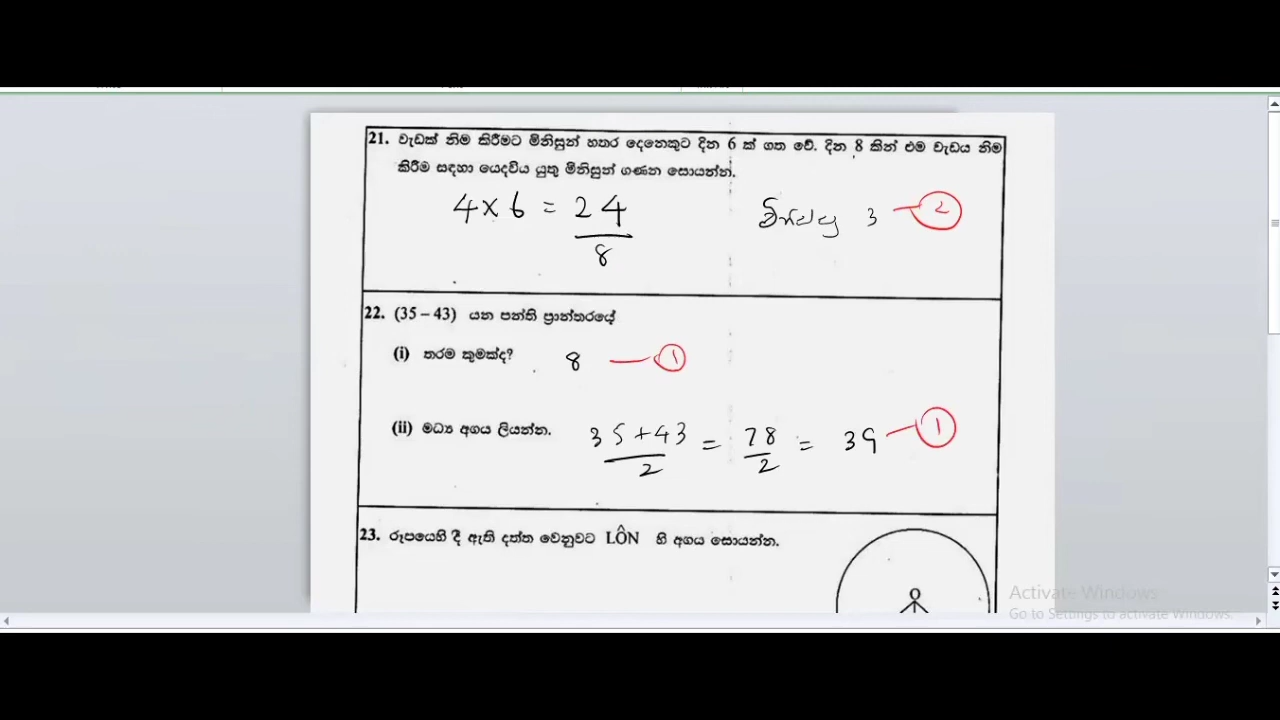 21. වැඩක් නිම කිරීමට මිනිසුන් හතර දෙනෙකුට දින 6 ක් ගත වේ. දින 8 කින් එම වැඩය නිම
කිරීම සඳහා යෙදවිය යුතු මිනිසුන් ගණන සොයන්න.
4 × 6 = 24
8
3 2
22. (35 – 43) යන පන්ති ප්‍රාන්තරයේ
(i) තරම කුමක්ද? 8 1
(ii) මධ්‍ය අගය ලියන්න. 35+43 = 78 = 39 1
2 2
23. රූපයෙහි දී ඇති දත්ත වෙනුවට LÔN හි අගය සොයන්න.
O
Activate Windows
Go to Settings to activate Windows.